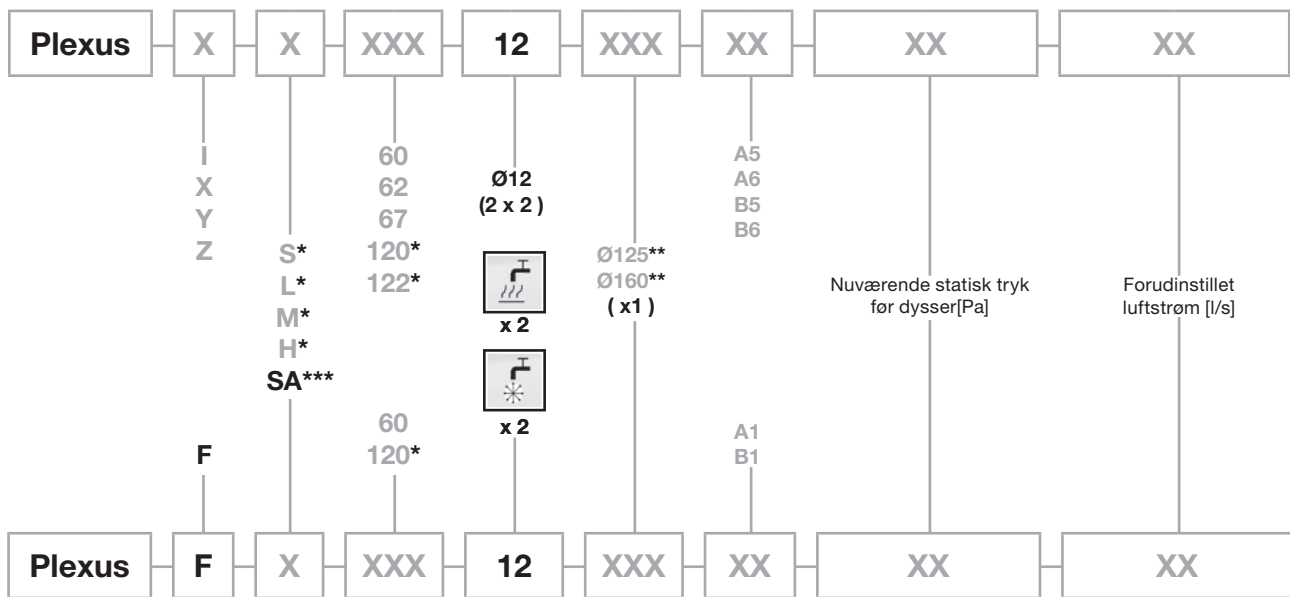 Plexus X X XXX 12 XXX XX XX XX
I
X
Y
Z
S*
L*
M*
H*
SA***
60
62
67
120*
122*
Ø12
(2 x 2 )
x 2
x 2
Ø125**
Ø160**
( x1 )
A5
A6
B5
B6
Nuværende statisk tryk
før dysser[Pa]
Forudinstillet
luftstrøm [l/s]
F
60
120*
A1
B1
Plexus F X XXX 12 XXX XX XX XX